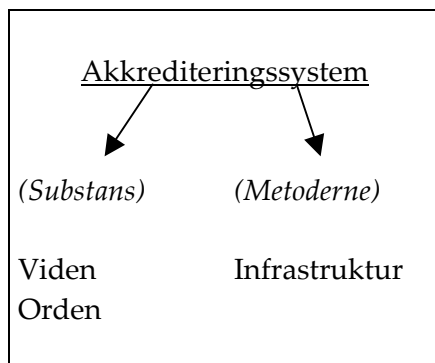 Akkrediteringssystem
(Substans) (Metoderne)
Viden Infrastruktur
Orden